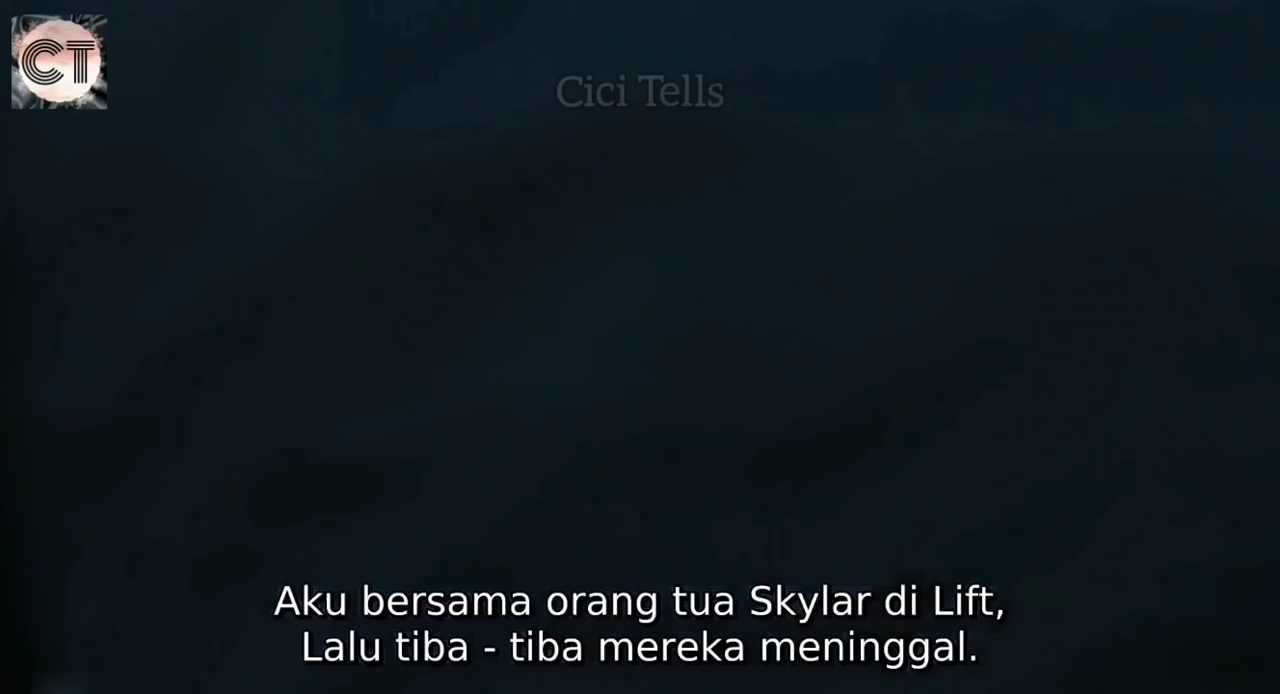 CT
Cici Tells
Aku bersama orang tua Skylar di Lift,
Lalu tiba - tiba mereka meninggal.